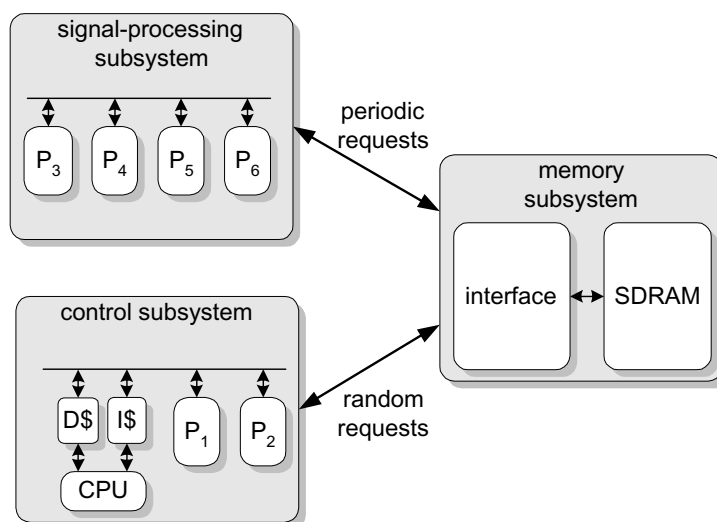 signal-processing
subsystem
P3 P4 P5 P6
periodic
requests
memory
subsystem
interface
SDRAM
control subsystem
D$ I$
P1 P2
CPU
random
requests